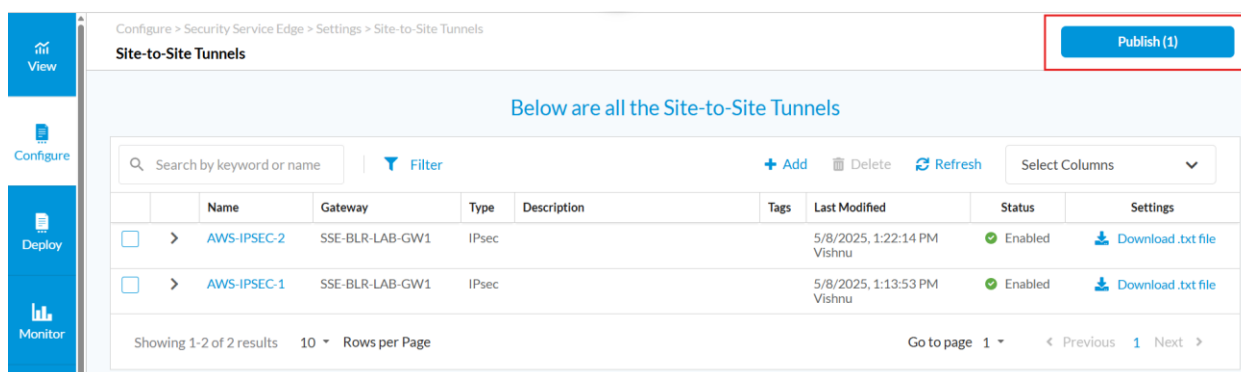 View
Configure
Deploy
Monitor
Configure > Security Service Edge > Settings > Site-to-Site Tunnels
Site-to-Site Tunnels
Publish (1)
Below are all the Site-to-Site Tunnels
Search by keyword or name Filter + Add Delete Refresh Select Columns
Name Gateway Type Description Tags Last Modified Status Settings
AWS-IPSEC-2 SSE-BLR-LAB-GW1 IPsec 5/8/2025, 1:22:14 PM Enabled Download .txt file
Vishnu
AWS-IPSEC-1 SSE-BLR-LAB-GW1 IPsec 5/8/2025, 1:13:53 PM Enabled Download .txt file
Vishnu
Showing 1-2 of 2 results 10 Rows per Page Go to page 1 < Previous 1 Next >